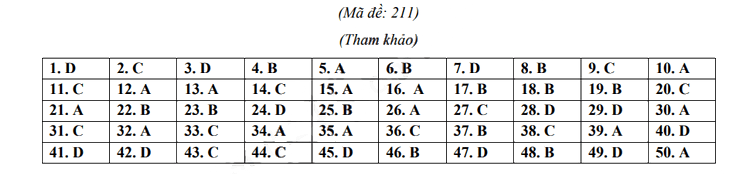 (Mã đề: 211)
(Tham khảo)
1. D 2. C 3. D 4. B 5. A 6. B 7. D 8. B 9. C 10. A
11. C 12. A 13. A 14. C 15. A 16. A 17. B 18. B 19. B 20. C
21. A 22. B 23. B 24. D 25. B 26. A 27. C 28. D 29. D 30. A
31. C 32. A 33. C 34. A 35. A 36. C 37. B 38. C 39. A 40. D
41. D 42. D 43. C 44. C 45. D 46. B 47. D 48. B 49. D 50. A